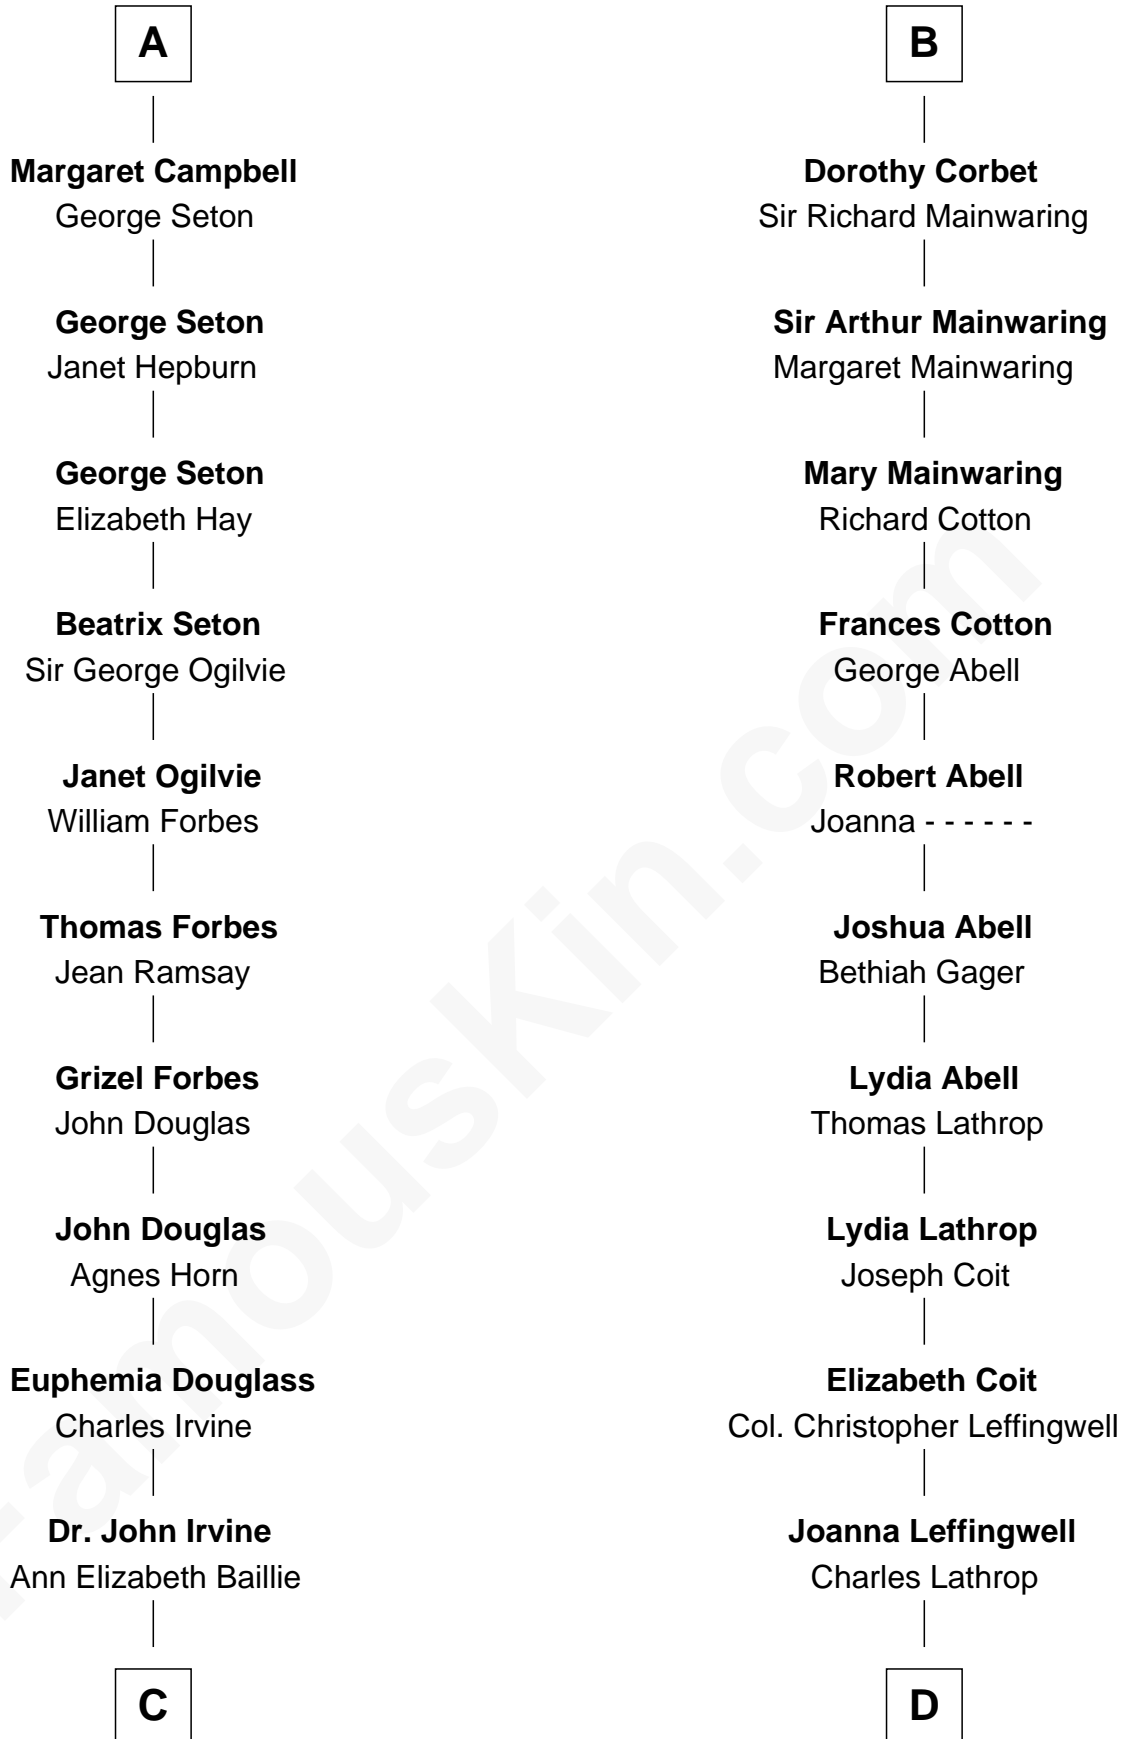 A
Margaret Campbell
George Seton
George Seton
Janet Hepburn
George Seton
Elizabeth Hay
Beatrix Seton
Sir George Ogilvie
Janet Ogilvie
William Forbes
Thomas Forbes
Jean Ramsay
Grizel Forbes
John Douglas
John Douglas
Agnes Horn
Euphemia Douglass
Charles Irvine
Dr. John Irvine
Ann Elizabeth Baillie
C
B
Dorothy Corbet
Sir Richard Mainwaring
Sir Arthur Mainwaring
Margaret Mainwaring
Mary Mainwaring
Richard Cotton
Frances Cotton
George Abell
Robert Abell
Joanna - - - - - -
Joshua Abell
Bethiah Gager
Lydia Abell
Thomas Lathrop
Lydia Lathrop
Joseph Coit
Elizabeth Coit
Col. Christopher Leffingwell
Joanna Leffingwell
Charles Lathrop
D
FamousKin.com